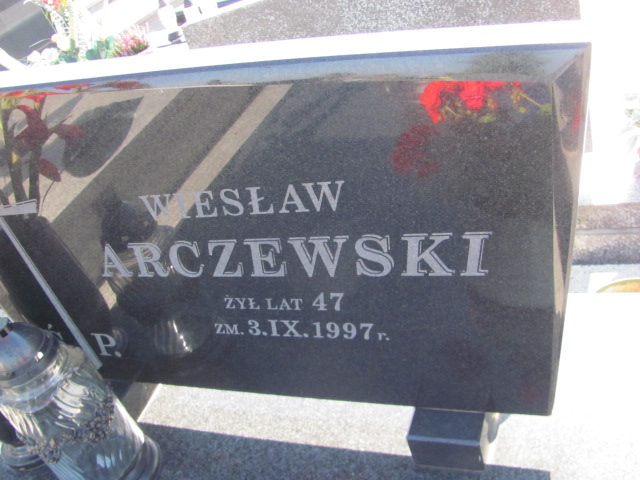 WIESŁAW
ARCZEWSKI
ŻYŁ LAT 47
ZM. 3.IX.1997 r.
Ś P.